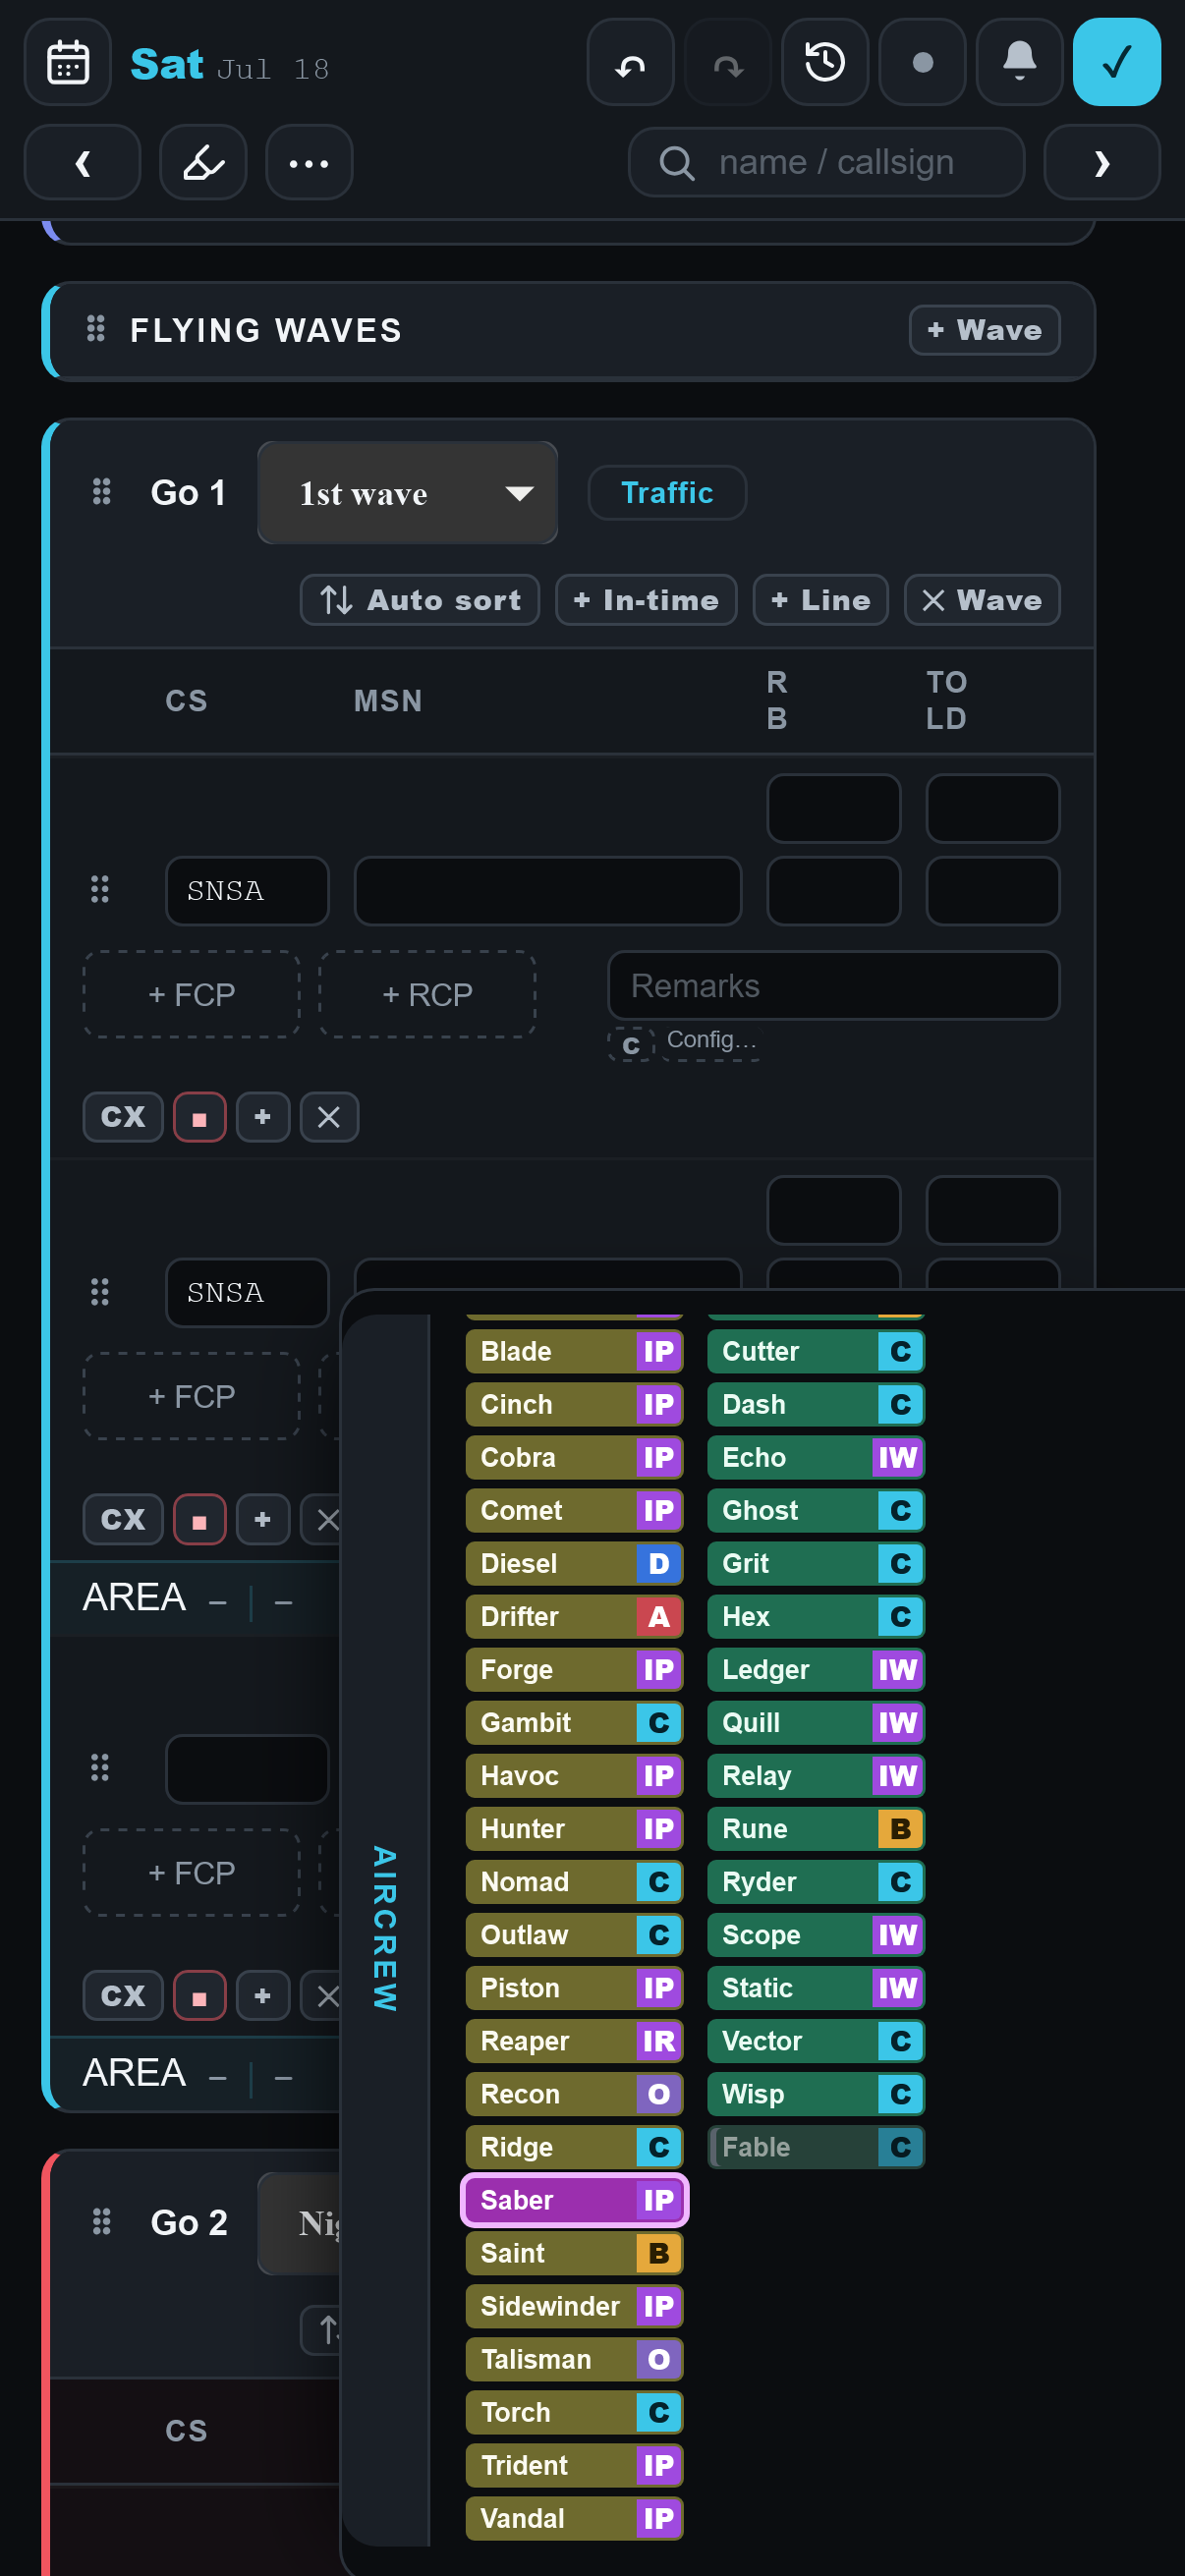 Sat Jul 18
name / callsign
FLYING WAVES
+ Wave
Go 1
1st wave
Traffic
Auto sort
+ In-time
+ Line
× Wave
CS
MSN
R
B
TO
LD
SNSA
+ FCP
+ RCP
Remarks
C
Config...
CX
+
SNSA
+ FCP
CX
+
AREA – | –
+ FCP
CX
+
AREA – | –
Go 2
CS
AIRCREW
Blade IP
Cinch IP
Cobra IP
Comet IP
Diesel D
Drifter A
Forge IP
Gambit C
Havoc IP
Hunter IP
Nomad C
Outlaw C
Piston IP
Reaper IR
Recon O
Ridge C
Saber IP
Saint B
Sidewinder IP
Talisman O
Torch C
Trident IP
Vandal IP
Cutter C
Dash C
Echo IW
Ghost C
Grit C
Hex C
Ledger IW
Quill IW
Relay IW
Rune B
Ryder C
Scope IW
Static IW
Vector C
Wisp C
Fable C